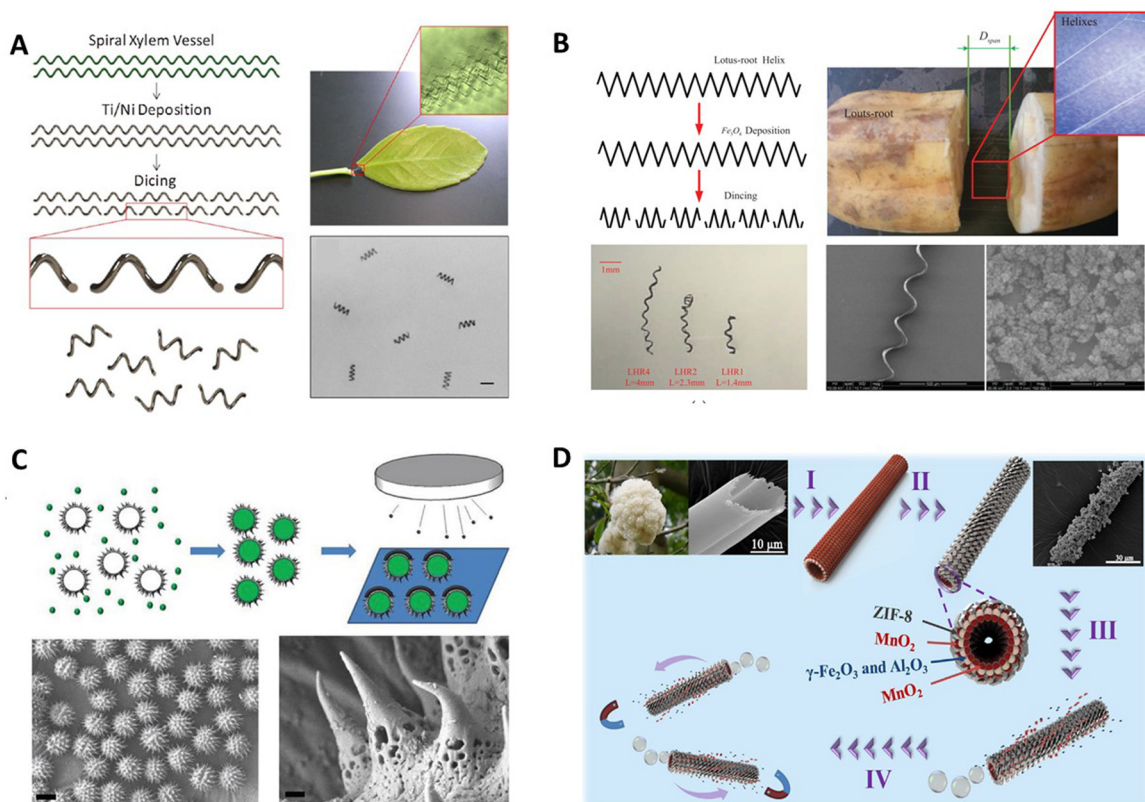 A
Spiral Xylem Vessel
Ti/Ni Deposition
Dicing
B
Lotus-root Helix
Fe3O4 Deposition
Dincing
Dspan
Helixes
Louts-root
1mm
LHR4
L=4mm
LHR2
L=2.3mm
LHR1
L=1.4mm
C
D
10 μm
I
II
30 μm
ZIF-8
MnO2
γ-Fe2O3 and Al2O3
MnO2
III
IV